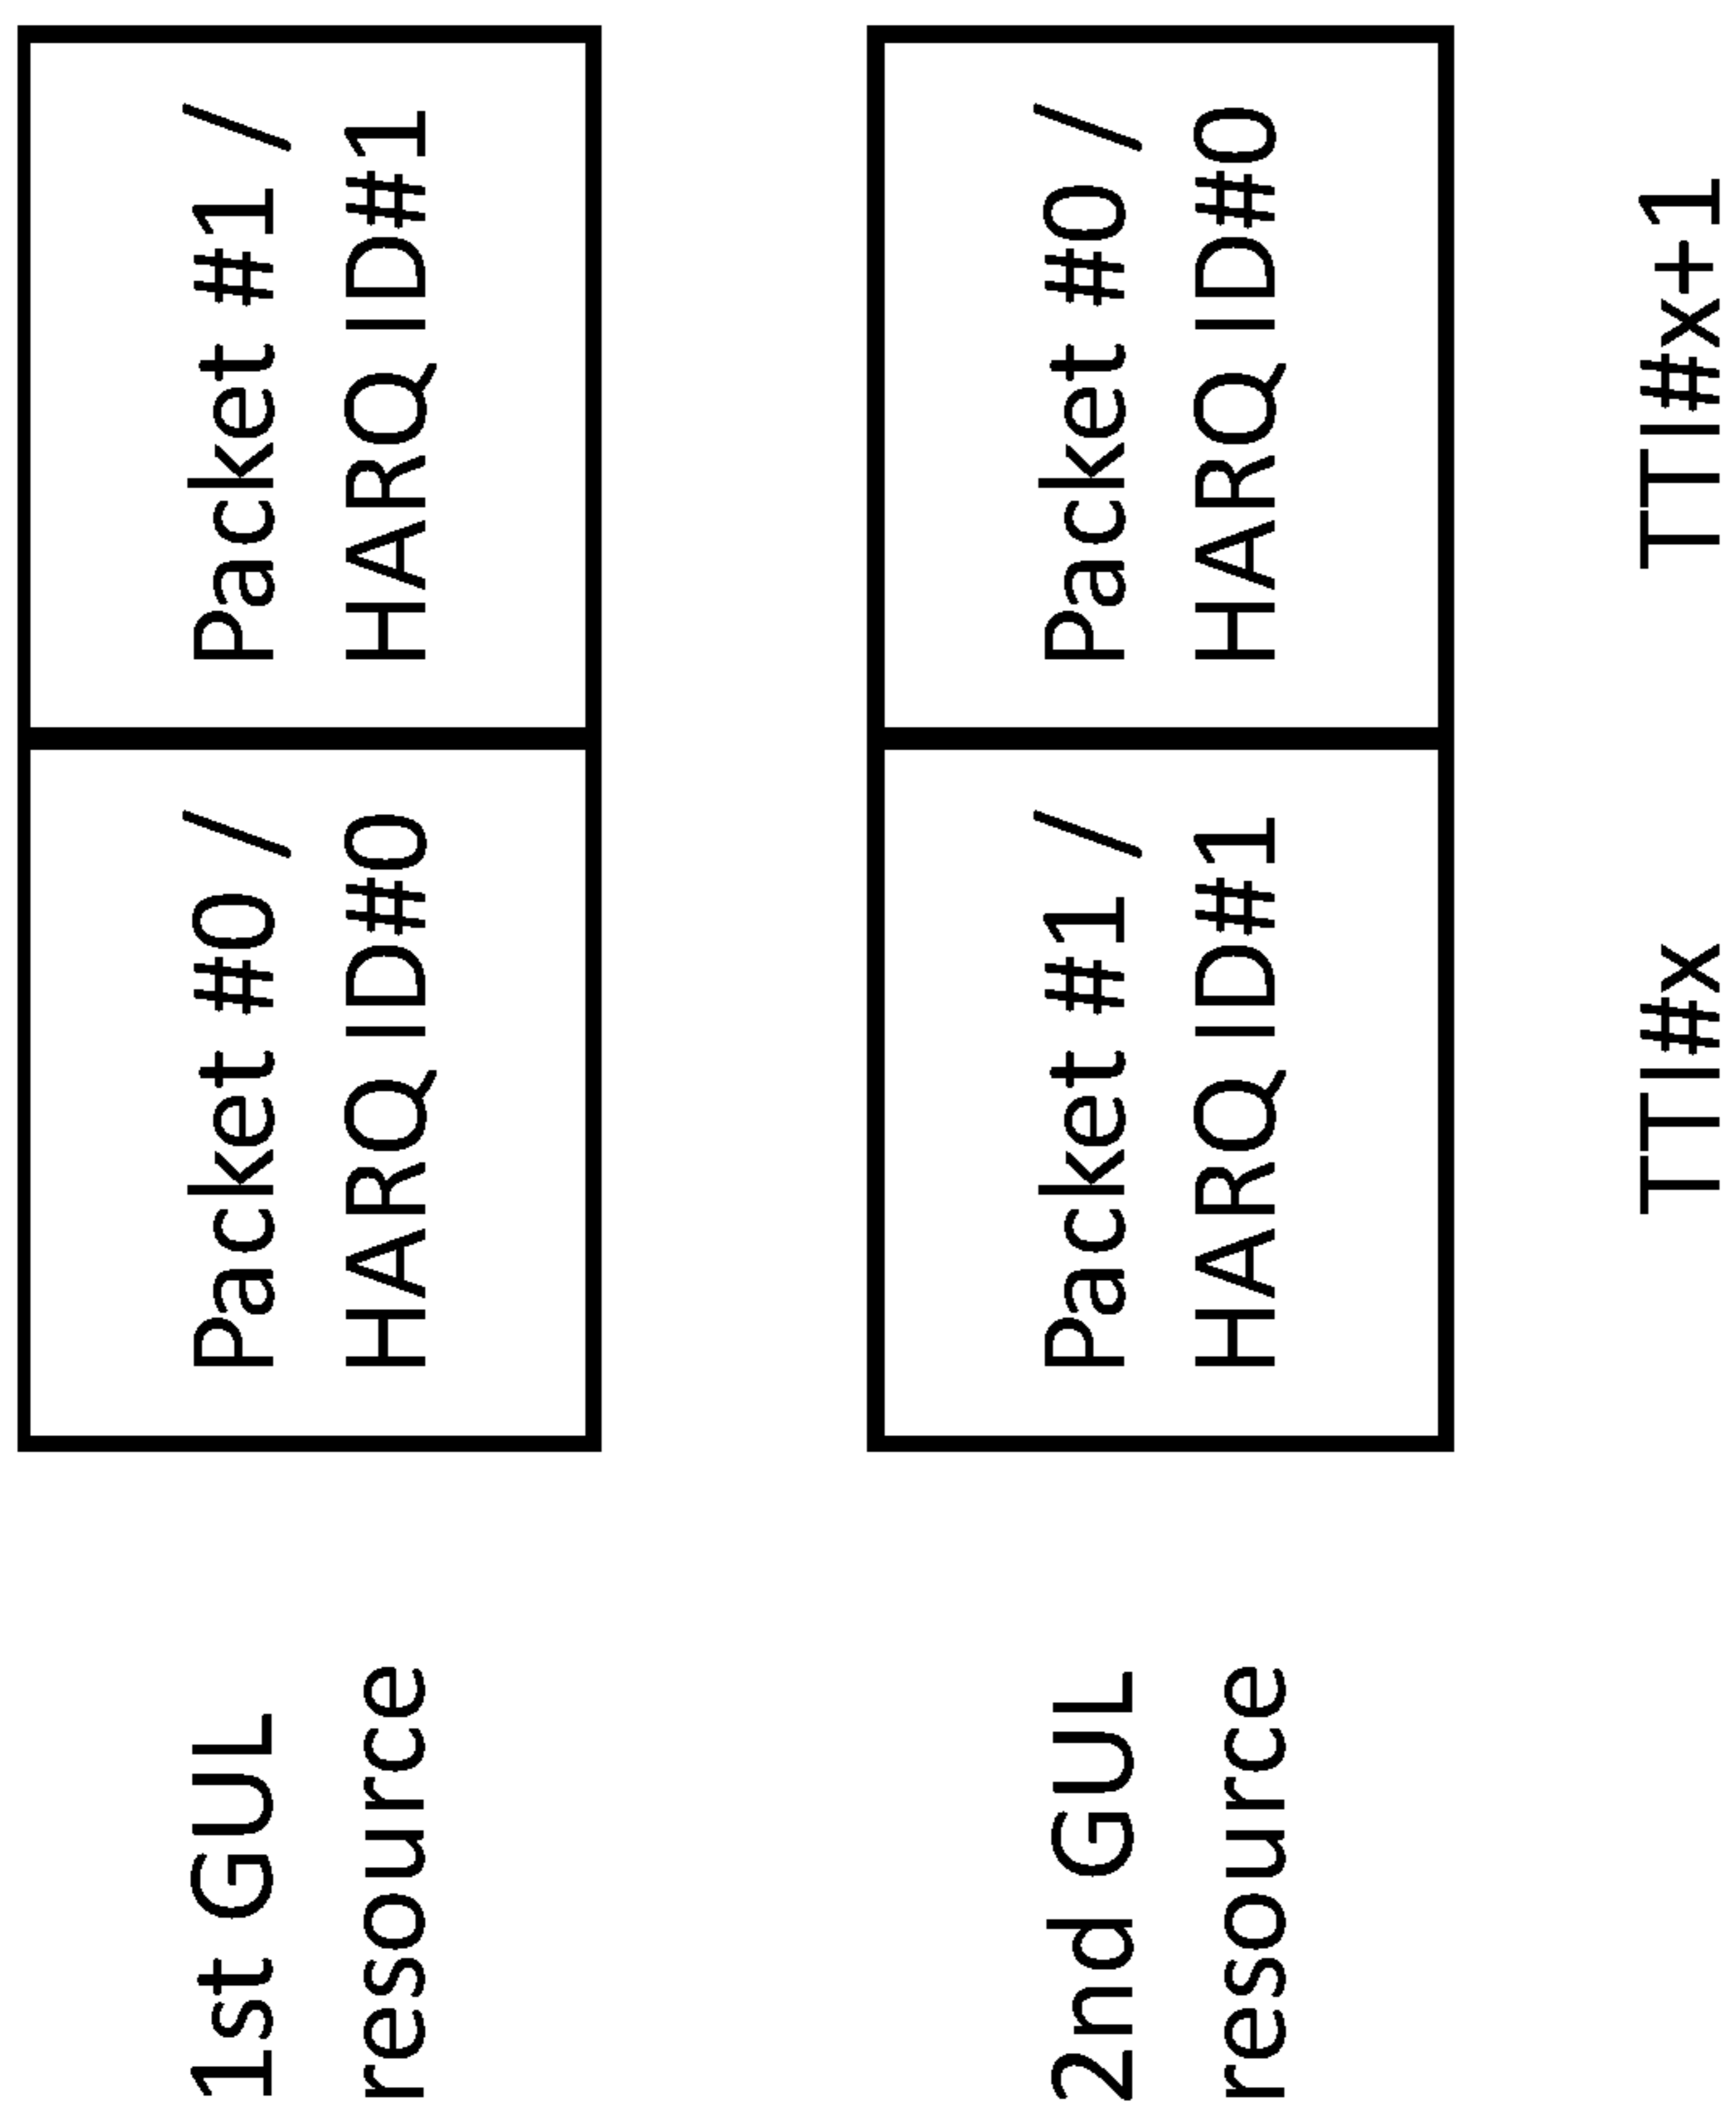 1st GUL
resource
Packet #0 /
HARQ ID#0
Packet #1 /
HARQ ID#1
2nd GUL
resource
Packet #1 /
HARQ ID#1
Packet #0 /
HARQ ID#0
TTI#x
TTI#x+1